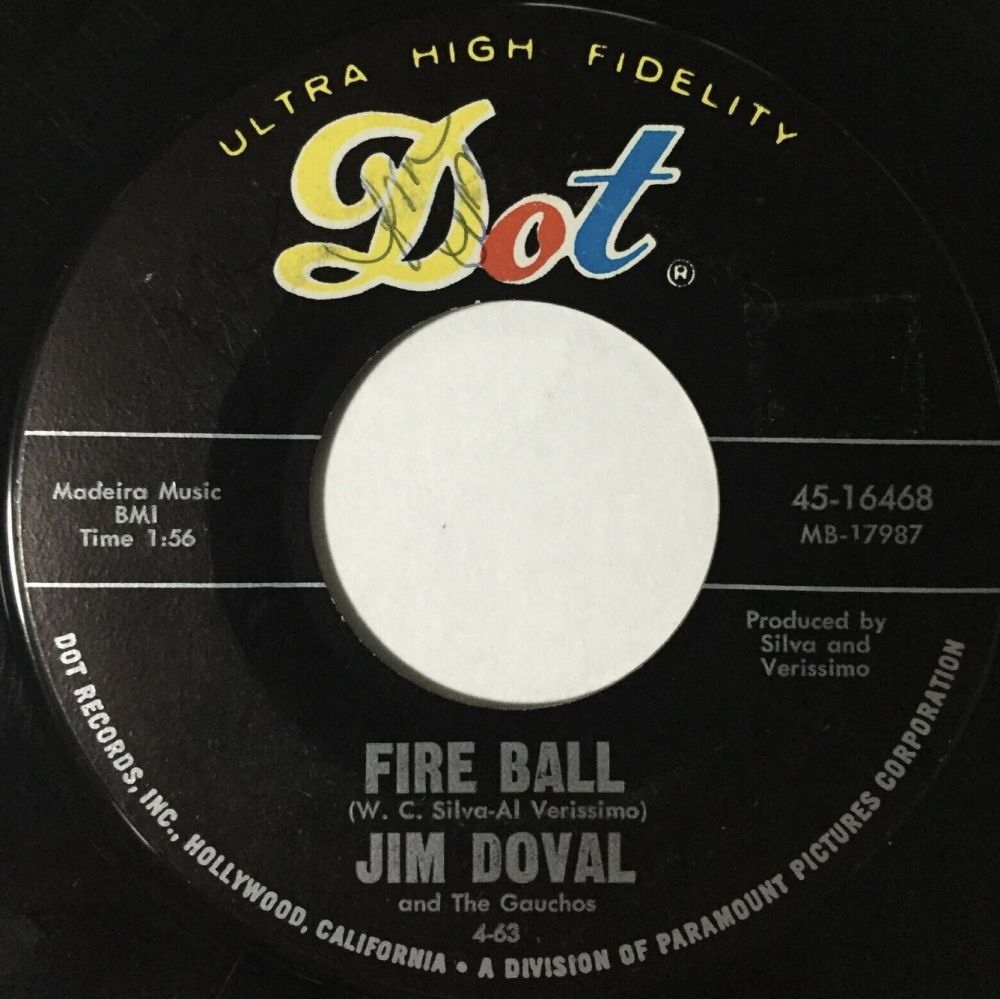 ULTRA HIGH FIDELITY
Dot ®
Madeira Music
BMI
Time 1:56
45-16468
MB-17987
Produced by
Silva and
Verissimo
FIRE BALL
(W. C. Silva-Al Verissimo)
JIM DOVAL
and The Gauchos
4-63
DOT RECORDS, INC., HOLLYWOOD, CALIFORNIA • A DIVISION OF PARAMOUNT PICTURES CORPORATION